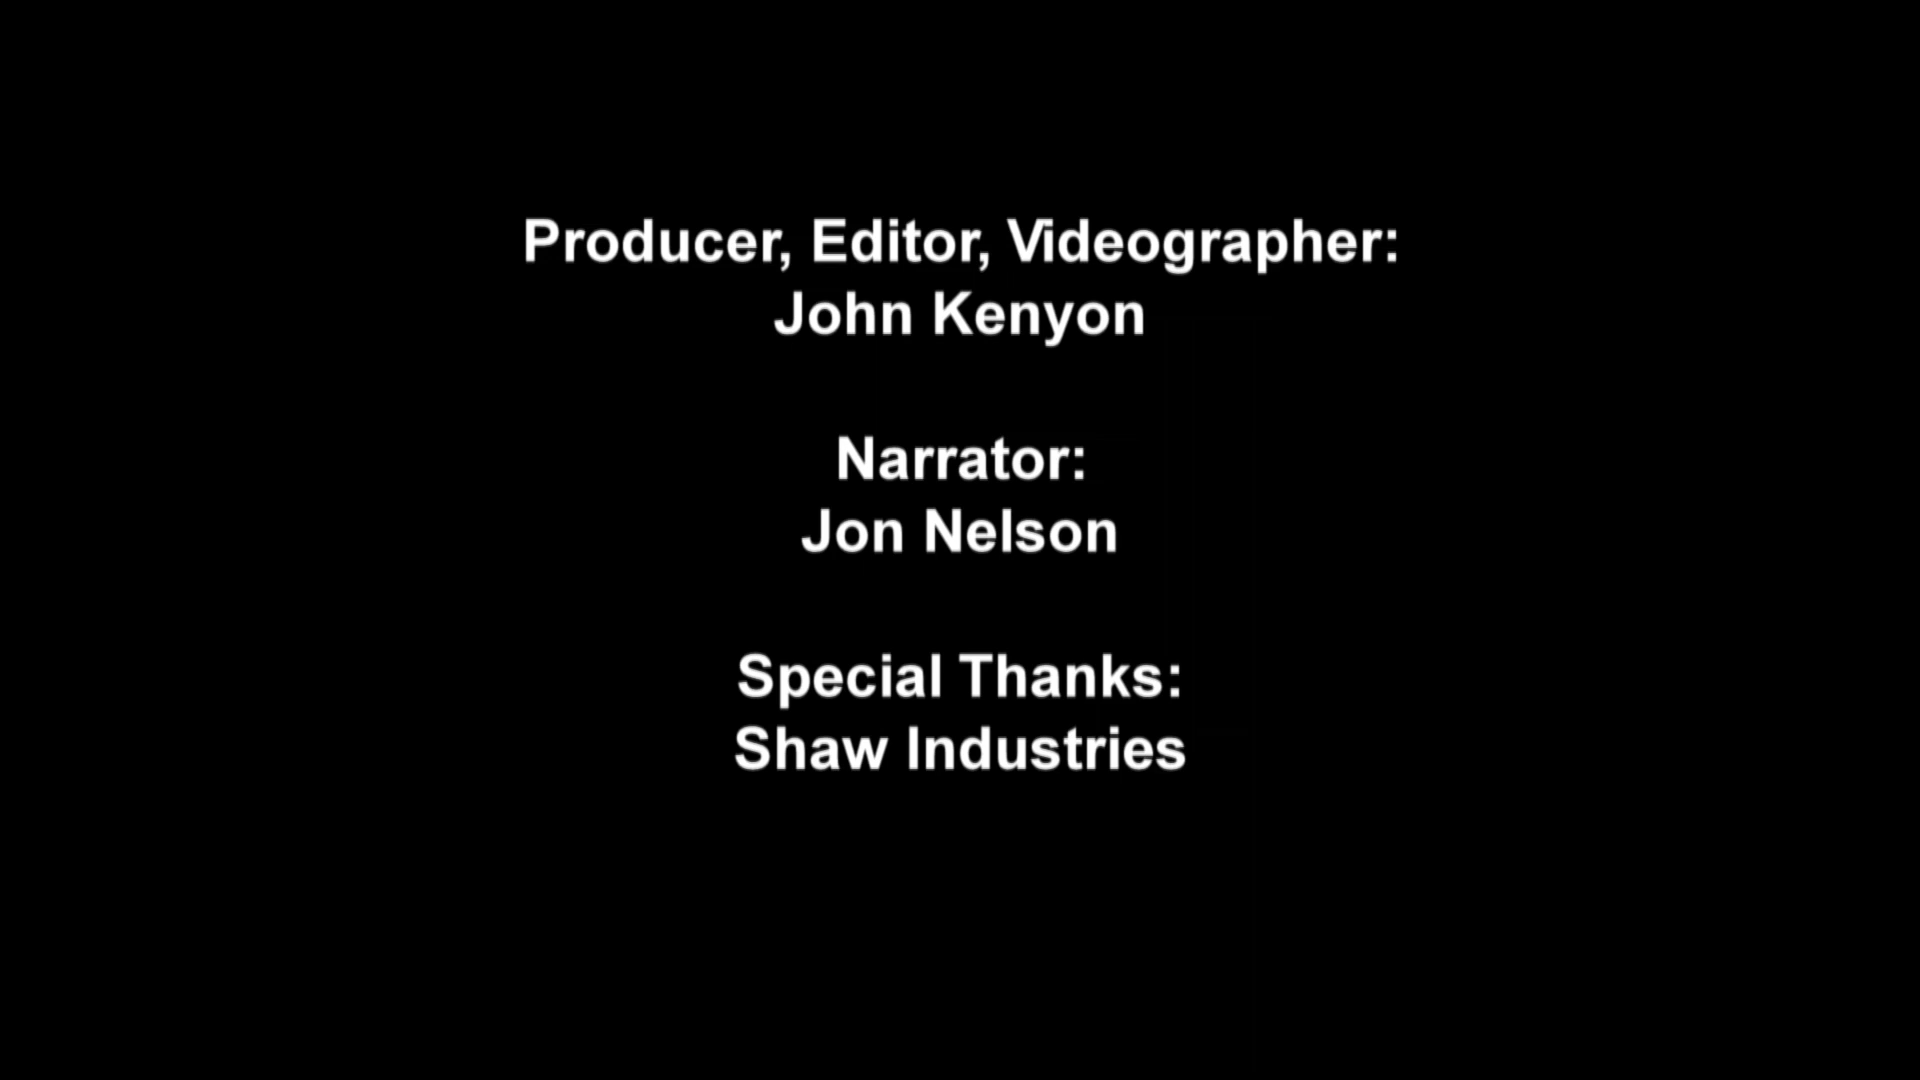 Producer, Editor, Videographer:
John Kenyon
Narrator:
Jon Nelson
Special Thanks:
Shaw Industries